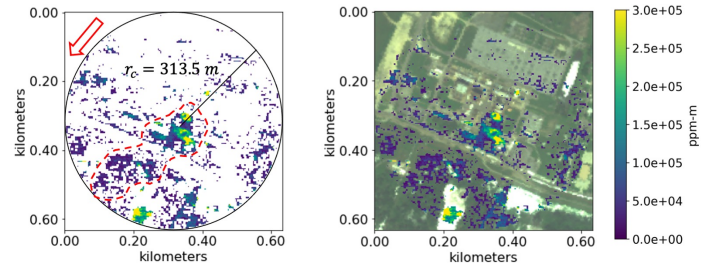 0.00
0.20
0.40
0.60
kilometers
0.00 0.20 0.40 0.60
kilometers
r_c = 313.5 m
0.00
0.20
0.40
0.60
kilometers
0.00 0.20 0.40 0.60
kilometers
3.0e+05
2.5e+05
2.0e+05
1.5e+05
1.0e+05
5.0e+04
0.0e+00
ppm-m